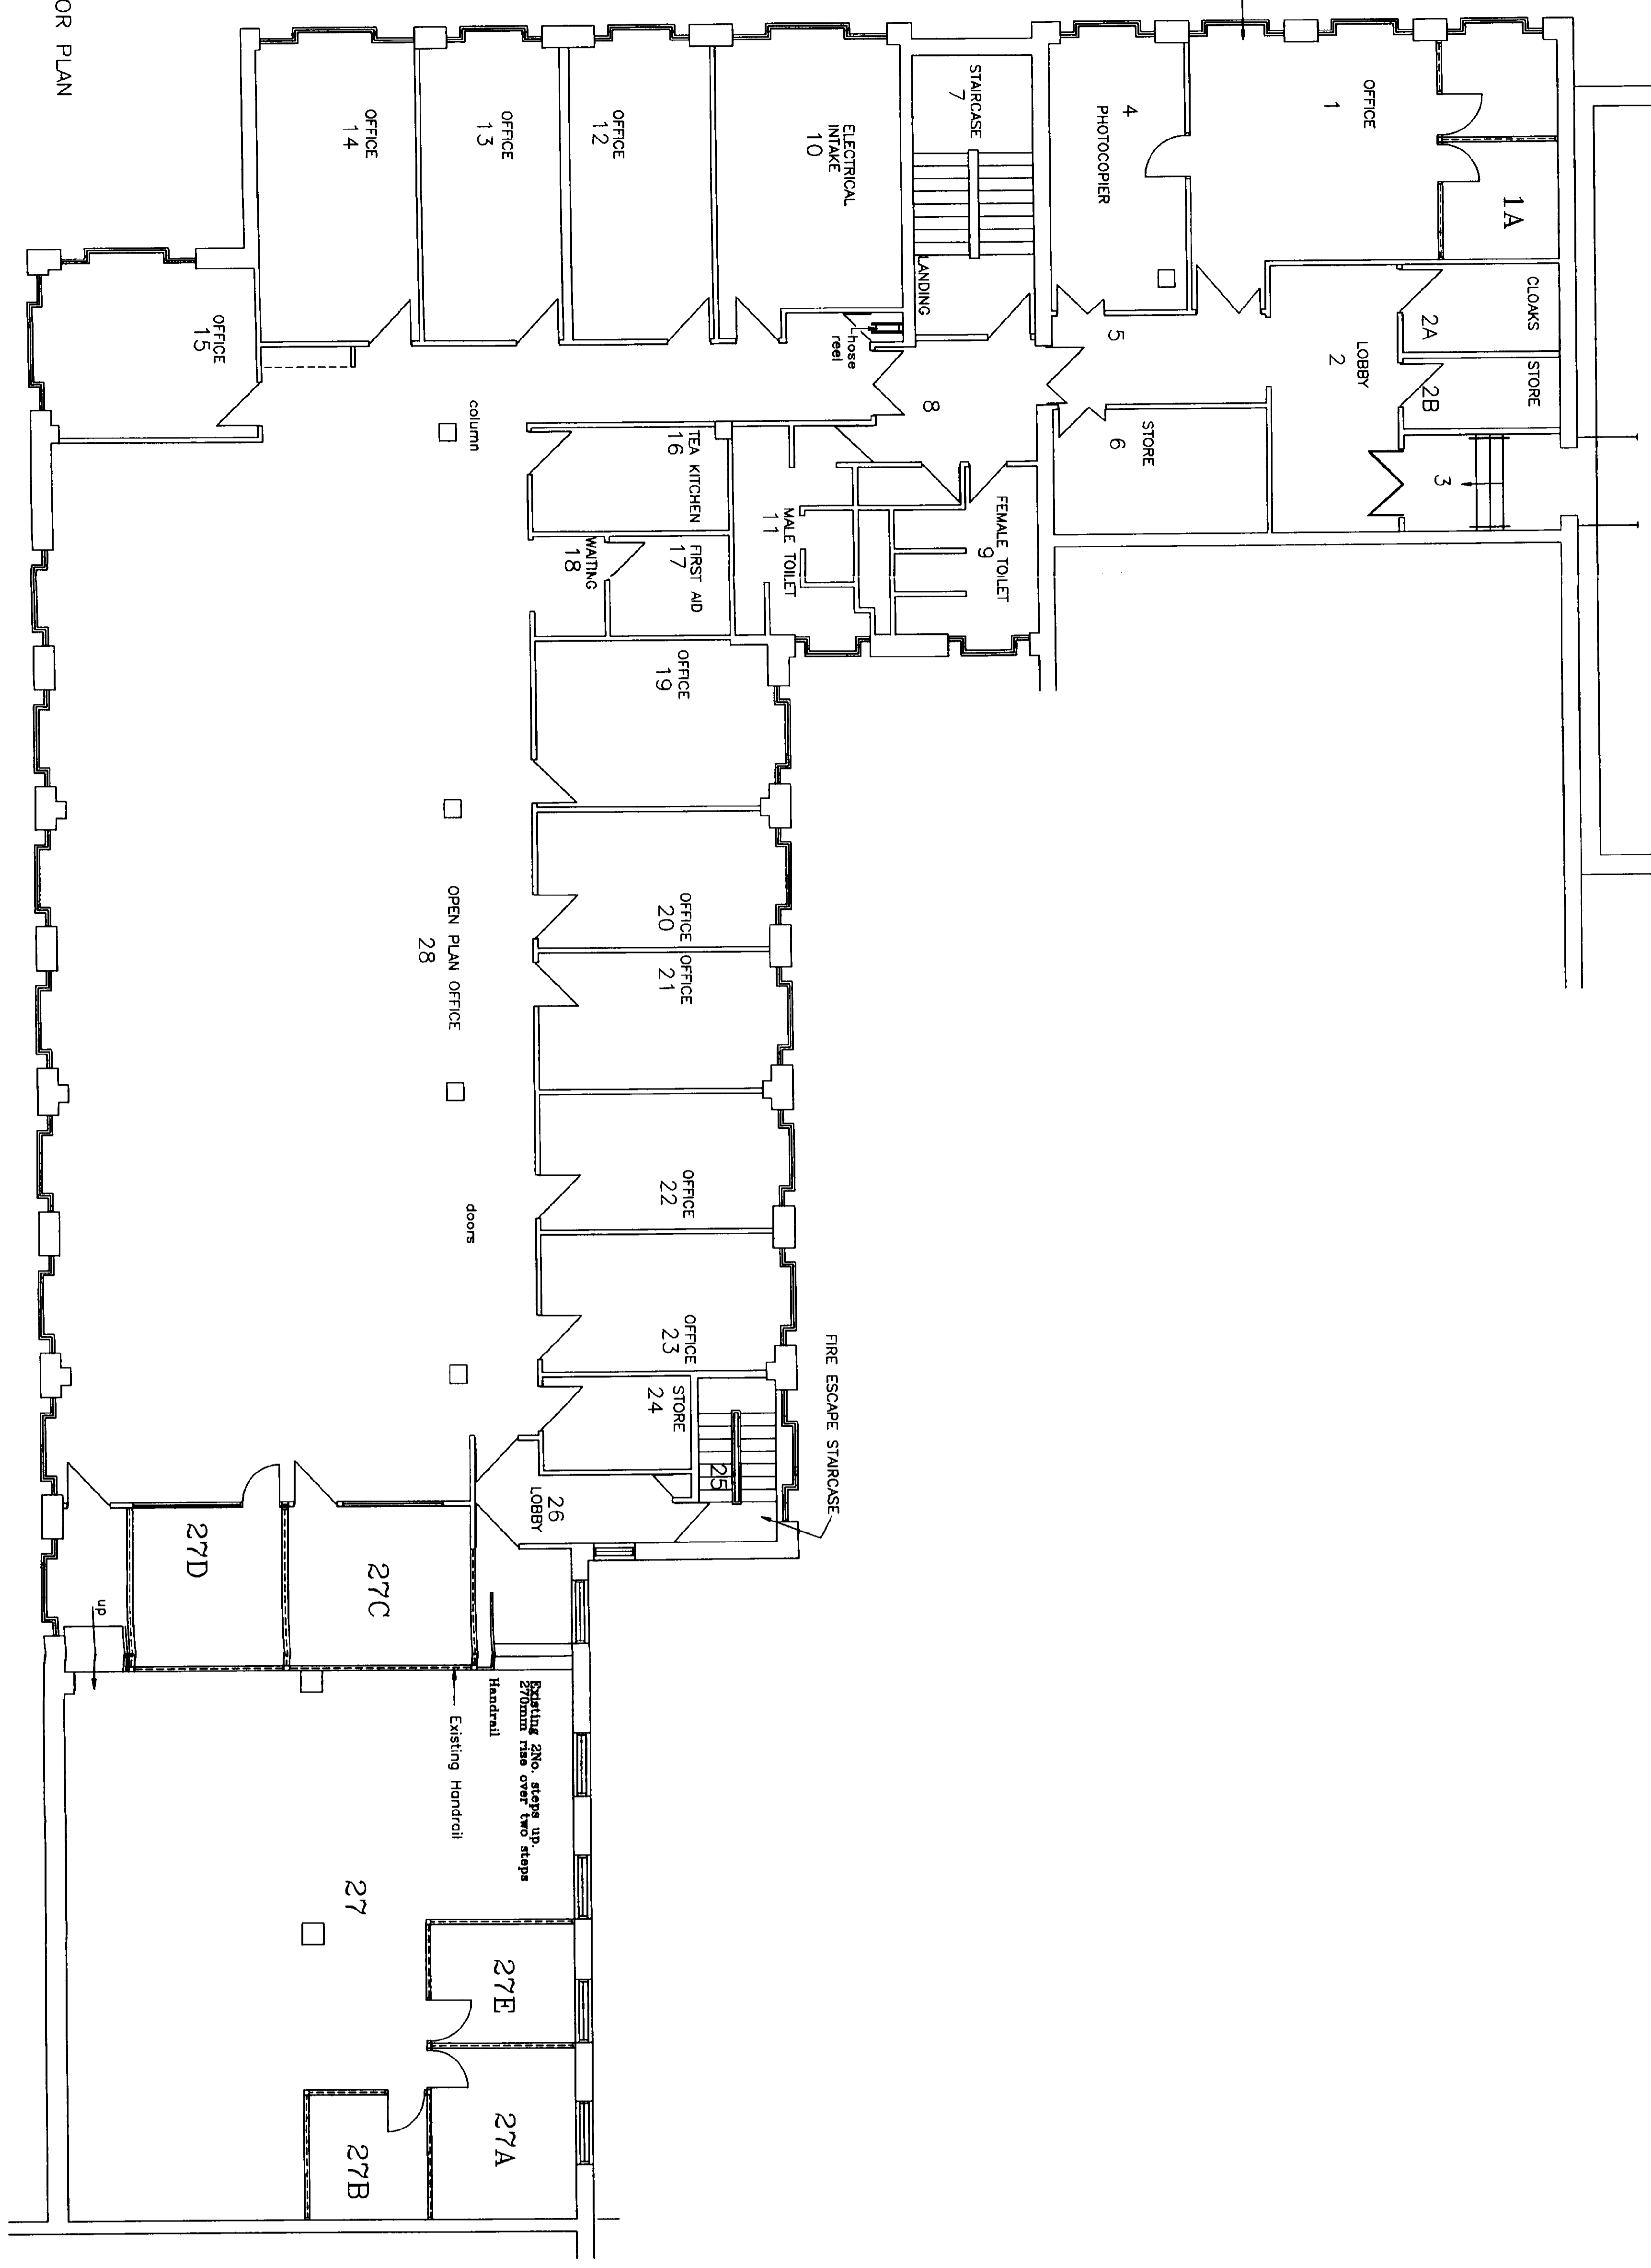 OR PLAN
OFFICE
1
1A
CLOAKS
2A
STORE
2B
LOBBY
2
3
4
PHOTOCOPIER
5
STORE
6
STAIRCASE
7
LANDING
8
FEMALE TOILET
9
ELECTRICAL
INTAKE
10
hose
reel
MALE TOILET
11
OFFICE
12
OFFICE
13
OFFICE
14
OFFICE
15
column
TEA KITCHEN
16
FIRST AID
17
WAITING
18
OFFICE
19
OFFICE
20
OFFICE
21
OFFICE
22
OFFICE
23
STORE
24
25
FIRE ESCAPE STAIRCASE
26
LOBBY
OPEN PLAN OFFICE
28
doors
27D
27C
up
Existing 2No. steps up.
270mm rise over two steps
Handrail
Existing Handrail
27
27E
27A
27B